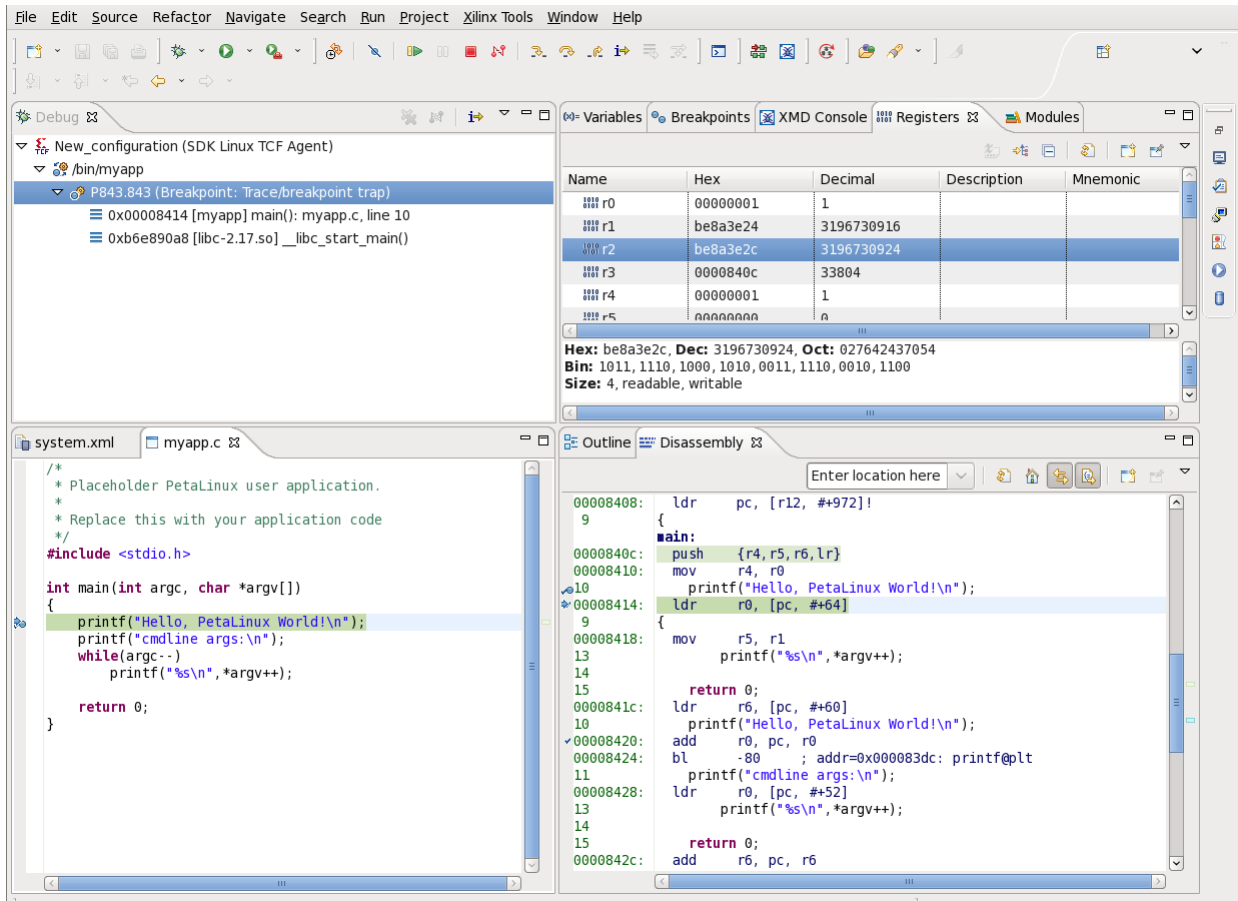 File Edit Source Refactor Navigate Search Run Project Xilinx Tools Window Help
Debug
New_configuration (SDK Linux TCF Agent)
/bin/myapp
P843.843 (Breakpoint: Trace/breakpoint trap)
0x00008414 [myapp] main(): myapp.c, line 10
0xb6e890a8 [libc-2.17.so] __libc_start_main()
(x)= Variables Breakpoints XMD Console Registers Modules
Name Hex Decimal Description Mnemonic
r0 00000001 1
r1 be8a3e24 3196730916
r2 be8a3e2c 3196730924
r3 0000840c 33804
r4 00000001 1
r5 00000000 0
Hex: be8a3e2c, Dec: 3196730924, Oct: 027642437054
Bin: 1011, 1110, 1000, 1010, 0011, 1110, 0010, 1100
Size: 4, readable, writable
system.xml myapp.c
/*
* Placeholder PetaLinux user application.
*
* Replace this with your application code
*/
#include <stdio.h>
int main(int argc, char *argv[])
{
printf("Hello, PetaLinux World!\n");
printf("cmdline args:\n");
while(argc--)
printf("%s\n",*argv++);
return 0;
}
Outline Disassembly
Enter location here
00008408: ldr pc, [r12, #+972]!
9 {
main:
0000840c: push {r4,r5,r6,lr}
00008410: mov r4, r0
10 printf("Hello, PetaLinux World!\n");
00008414: ldr r0, [pc, #+64]
9 {
00008418: mov r5, r1
13 printf("%s\n",*argv++);
14
15 return 0;
0000841c: ldr r6, [pc, #+60]
10 printf("Hello, PetaLinux World!\n");
00008420: add r0, pc, r0
00008424: bl -80 ; addr=0x000083dc: printf@plt
11 printf("cmdline args:\n");
00008428: ldr r0, [pc, #+52]
13 printf("%s\n",*argv++);
14
15 return 0;
0000842c: add r6, pc, r6